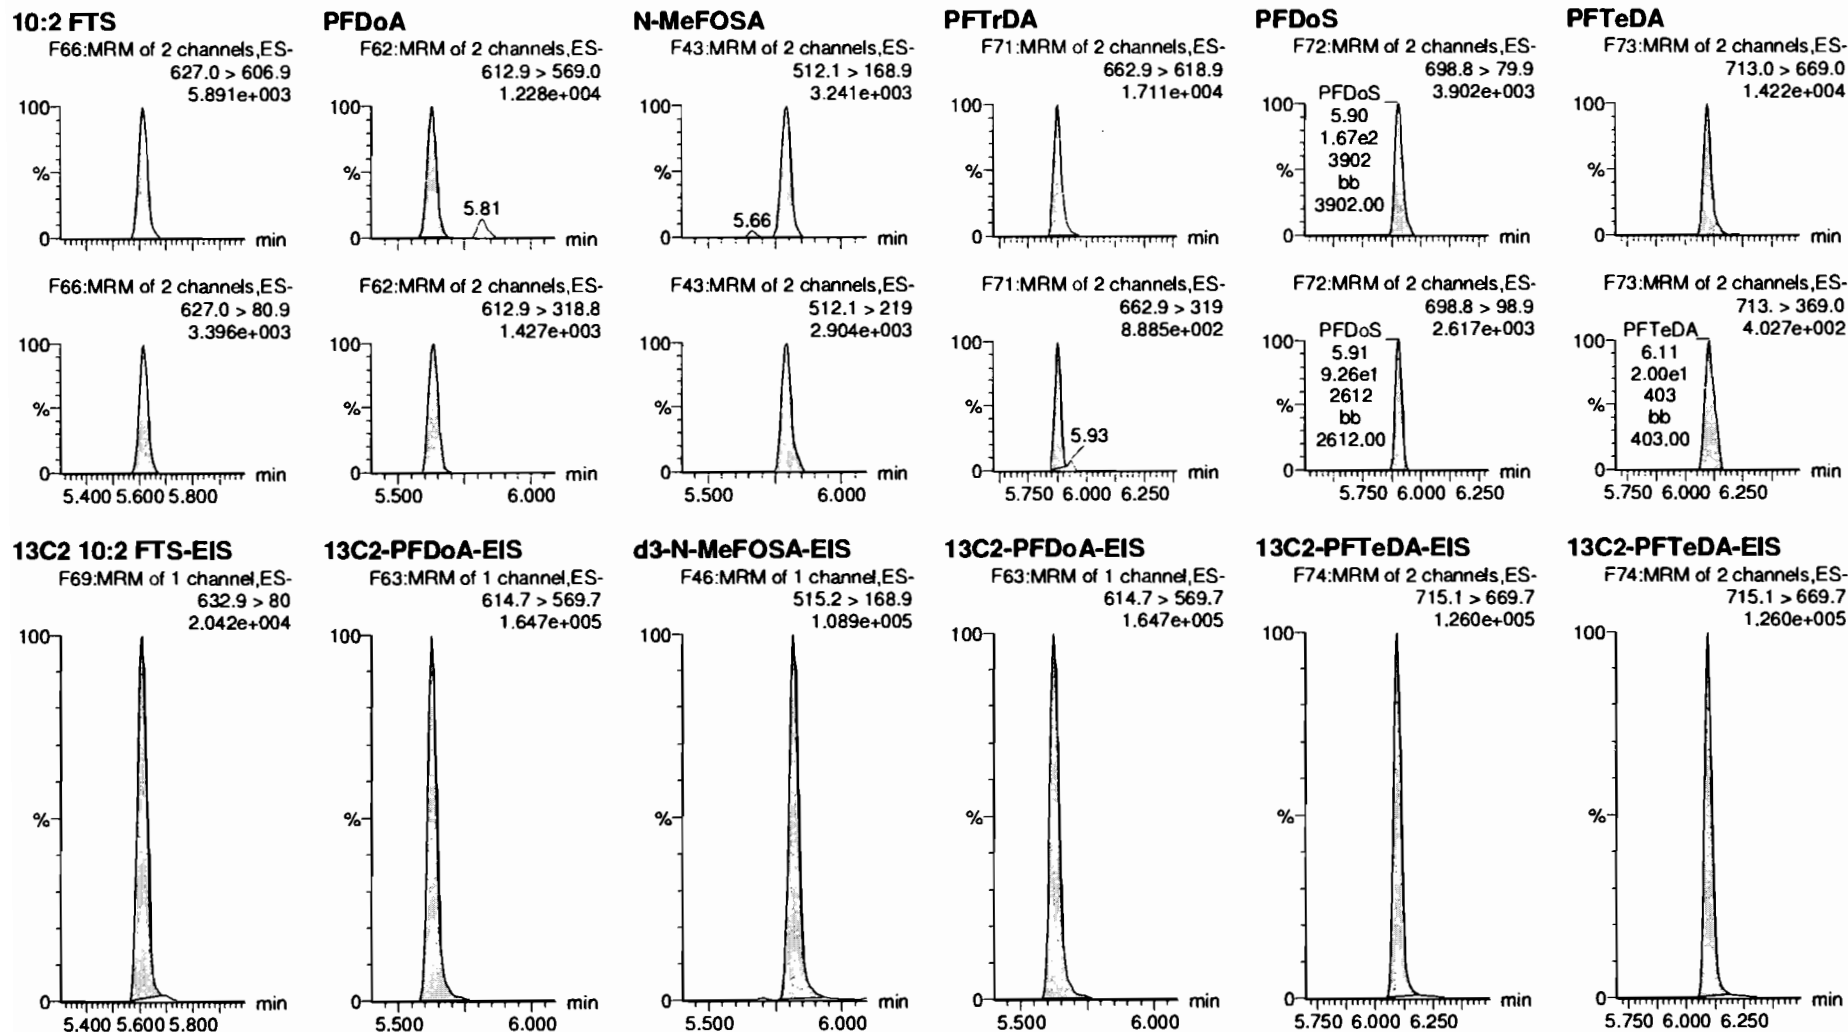 10:2 FTS
F66:MRM of 2 channels,ES-
627.0 > 606.9
5.891e+003
100
%
0
min
F66:MRM of 2 channels,ES-
627.0 > 80.9
3.396e+003
100
%
0
min
5.400 5.600 5.800
PFDoA
F62:MRM of 2 channels,ES-
612.9 > 569.0
1.228e+004
100
%
5.81
0
min
F62:MRM of 2 channels,ES-
612.9 > 318.8
1.427e+003
100
%
0
min
5.500 6.000
N-MeFOSA
F43:MRM of 2 channels,ES-
512.1 > 168.9
3.241e+003
100
%
5.66
0
min
F43:MRM of 2 channels,ES-
512.1 > 219
2.904e+003
100
%
0
min
5.500 6.000
PFTrDA
F71:MRM of 2 channels,ES-
662.9 > 618.9
1.711e+004
100
%
0
min
F71:MRM of 2 channels,ES-
662.9 > 319
8.885e+002
100
%
5.93
0
min
5.750 6.000 6.250
PFDoS
F72:MRM of 2 channels,ES-
698.8 > 79.9
3.902e+003
100
PFDoS
5.90
1.67e2
3902
bb
3902.00
%
0
min
F72:MRM of 2 channels,ES-
698.8 > 98.9
2.617e+003
100
PFDoS
5.91
9.26e1
2612
bb
2612.00
%
0
min
5.750 6.000 6.250
PFTeDA
F73:MRM of 2 channels,ES-
713.0 > 669.0
1.422e+004
100
%
0
min
F73:MRM of 2 channels,ES-
713. > 369.0
4.027e+002
100
PFTeDA
6.11
2.00e1
403
bb
403.00
%
0
min
5.750 6.000 6.250
13C2 10:2 FTS-EIS
F69:MRM of 1 channel,ES-
632.9 > 80
2.042e+004
100
%
0
min
5.400 5.600 5.800
13C2-PFDoA-EIS
F63:MRM of 1 channel,ES-
614.7 > 569.7
1.647e+005
100
%
0
min
5.500 6.000
d3-N-MeFOSA-EIS
F46:MRM of 1 channel,ES-
515.2 > 168.9
1.089e+005
100
%
0
min
5.500 6.000
13C2-PFDoA-EIS
F63:MRM of 1 channel,ES-
614.7 > 569.7
1.647e+005
100
%
0
min
5.500 6.000
13C2-PFTeDA-EIS
F74:MRM of 2 channels,ES-
715.1 > 669.7
1.260e+005
100
%
0
min
5.750 6.000 6.250
13C2-PFTeDA-EIS
F74:MRM of 2 channels,ES-
715.1 > 669.7
1.260e+005
100
%
0
min
5.750 6.000 6.250